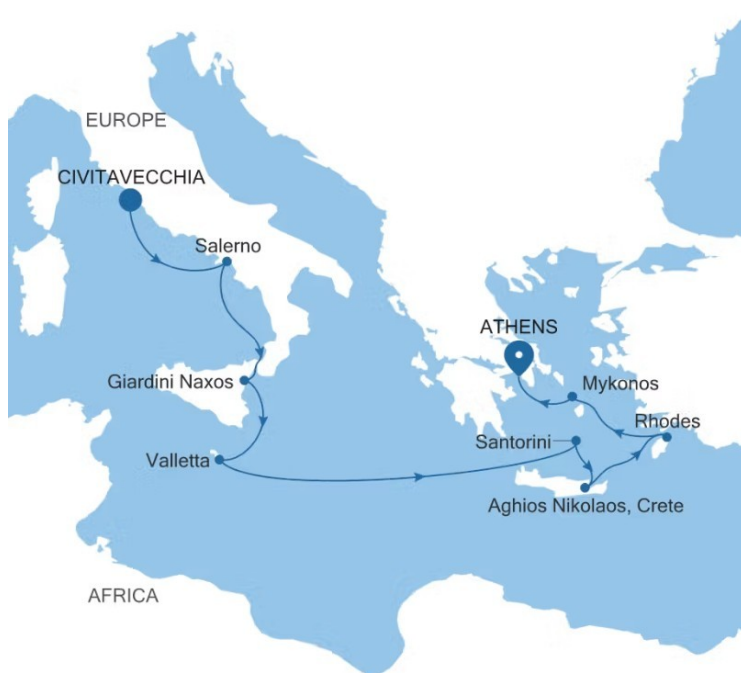 EUROPE
CIVITAVECCHIA
Salerno
ATHENS
Giardini Naxos
Mykonos
Rhodes
Santorini
Valletta
Aghios Nikolaos, Crete
AFRICA